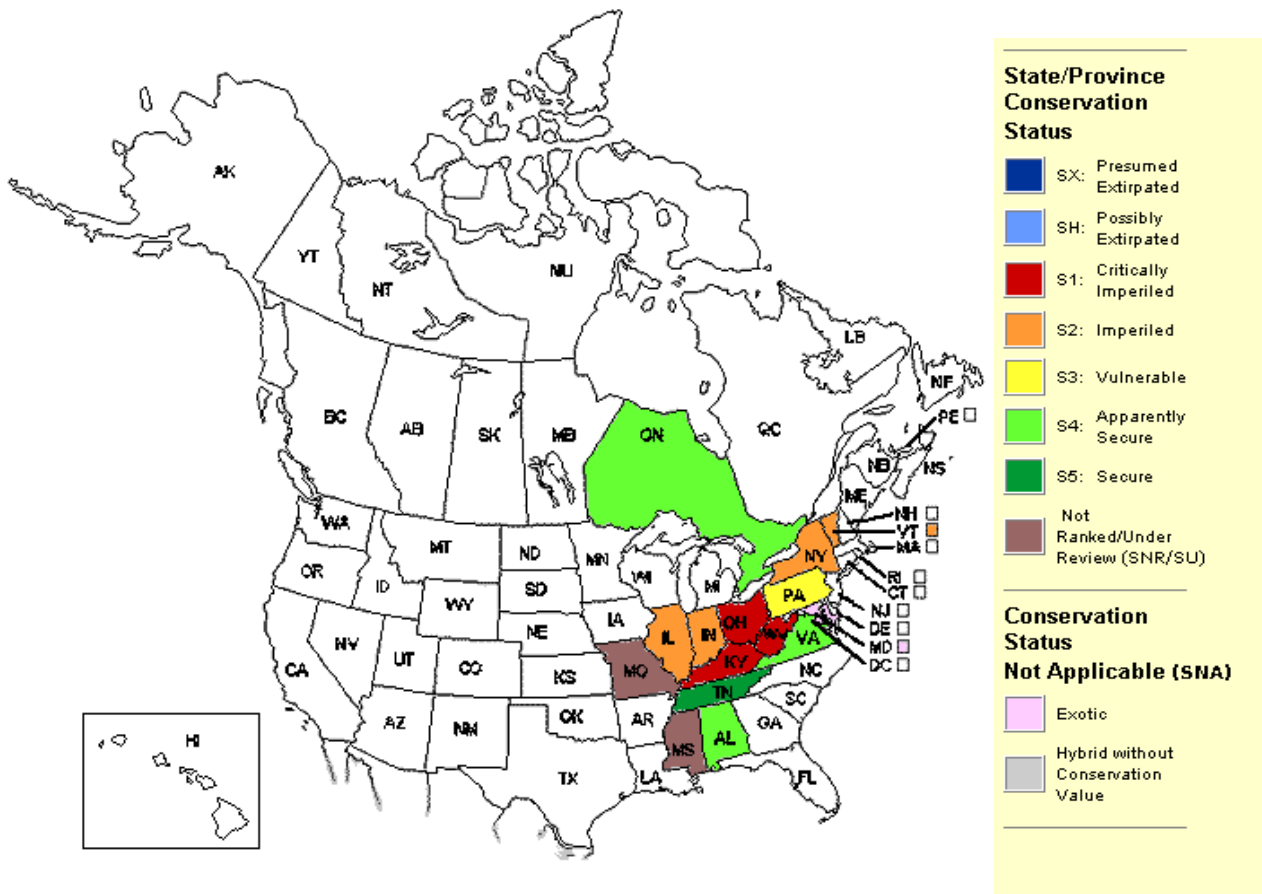 AK
YT
NT
NU
BC
AB
SK
MB
ON
QC
LB
NF
PE
NB
NS
ME
NH
VT
MA
RI
CT
NJ
DE
MD
DC
WA
OR
ID
MT
ND
MN
WI
MI
NY
SD
WY
IA
NE
PA
CA
NV
UT
CO
KS
MO
IL
IN
OH
WV
VA
KY
AZ
NM
OK
AR
TN
NC
SC
MS
AL
GA
TX
LA
FL
HI
State/Province
Conservation
Status
SX: Presumed
Extirpated
SH: Possibly
Extirpated
S1: Critically
Imperiled
S2: Imperiled
S3: Vulnerable
S4: Apparently
Secure
S5: Secure
Not
Ranked/Under
Review (SNR/SU)
Conservation
Status
Not Applicable (SNA)
Exotic
Hybrid without
Conservation
Value